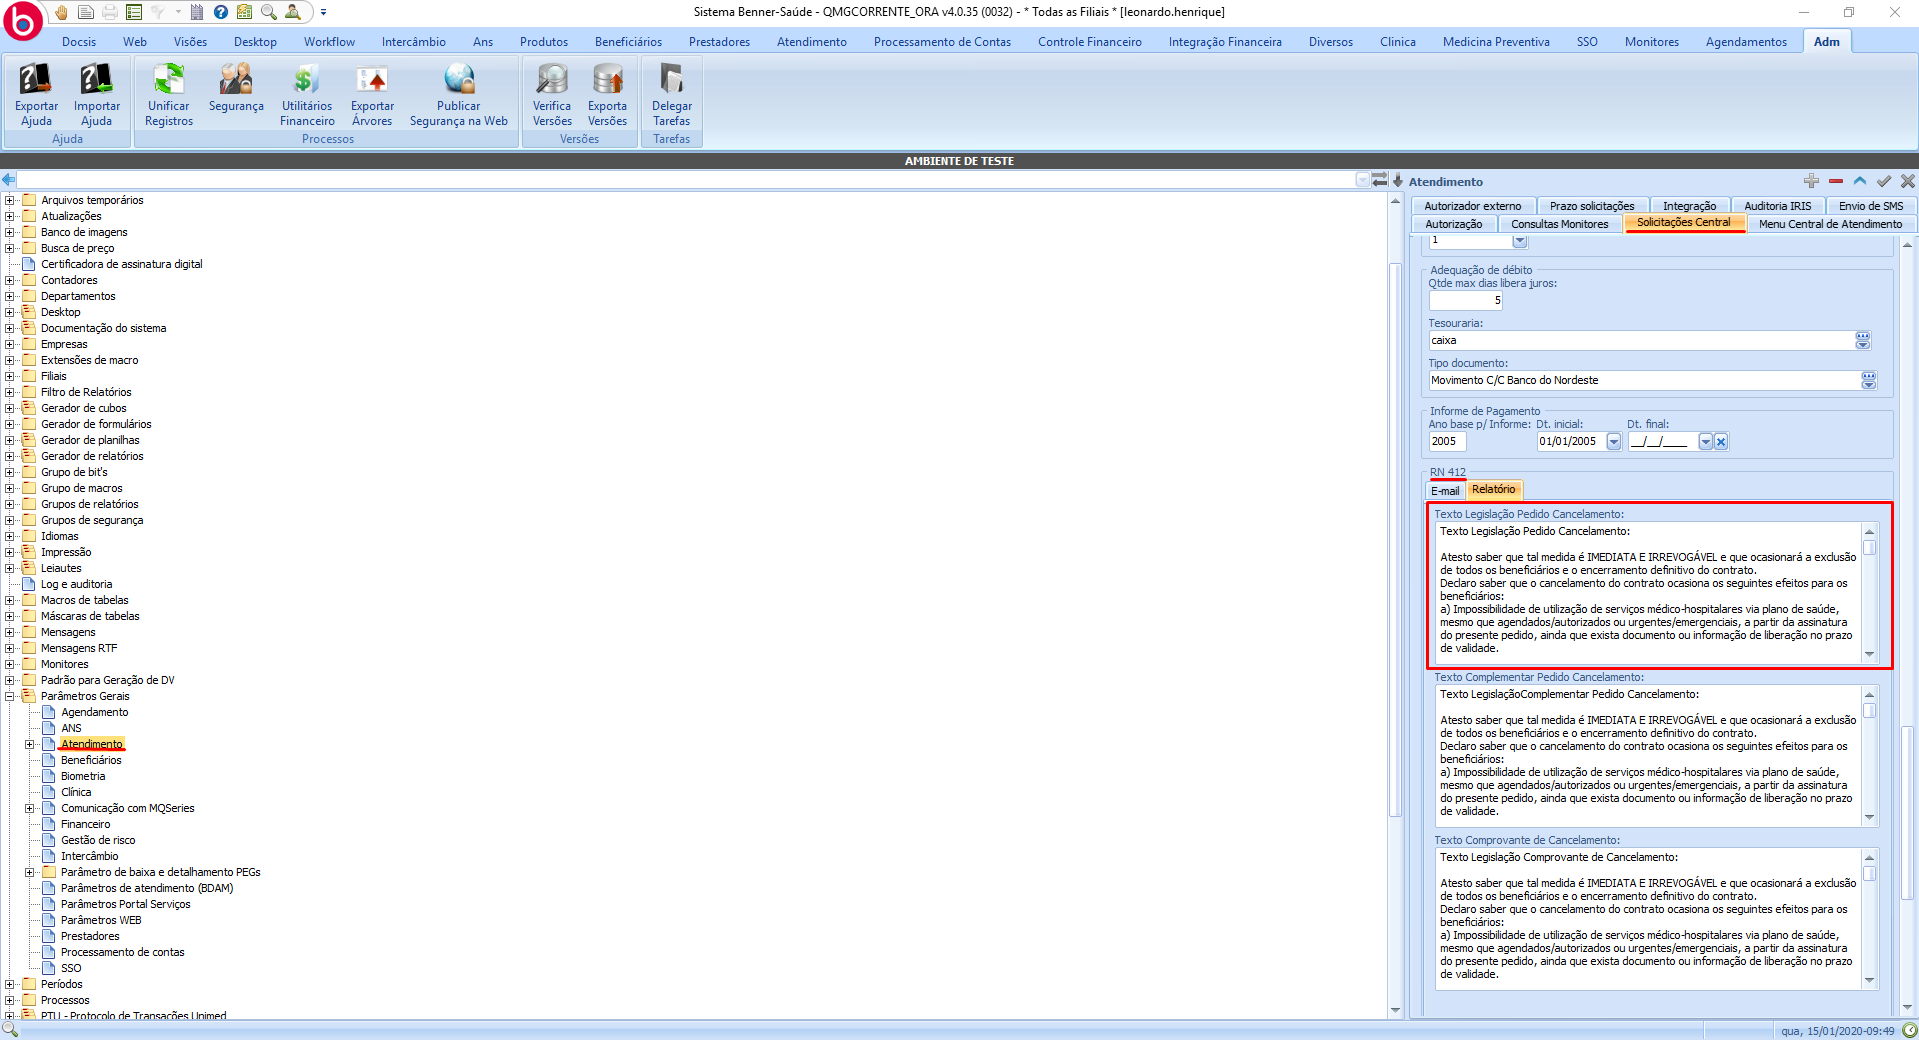 Sistema Benner-Saúde - QMGCORRENTE_ORA v4.0.35 (0032) - * Todas as Filiais * [leonardo.henrique]
b
Docsis Web Visões Desktop Workflow Intercâmbio Ans Produtos Beneficiários Prestadores Atendimento Processamento de Contas Controle Financeiro Integração Financeira Diversos Clinica Medicina Preventiva SSO Monitores Agendamentos Adm
Exportar Ajuda
Importar Ajuda
Ajuda
Unificar Registros
Segurança
Utilitários Financeiro
Exportar Árvores
Publicar Segurança na Web
Processos
Verifica Versões
Exporta Versões
Versões
Delegar Tarefas
Tarefas
AMBIENTE DE TESTE
Arquivos temporários
Atualizações
Banco de imagens
Busca de preço
Certificadora de assinatura digital
Contadores
Departamentos
Desktop
Documentação do sistema
Empresas
Extensões de macro
Filiais
Filtro de Relatórios
Gerador de cubos
Gerador de formulários
Gerador de planilhas
Gerador de relatórios
Grupo de bit's
Grupo de macros
Grupos de relatórios
Grupos de segurança
Idiomas
Impressão
Leiautes
Log e auditoria
Macros de tabelas
Máscaras de tabelas
Mensagens
Mensagens RTF
Monitores
Padrão para Geração de DV
Parâmetros Gerais
Agendamento
ANS
Atendimento
Beneficiários
Biometria
Clínica
Comunicação com MQSeries
Financeiro
Gestão de risco
Intercâmbio
Parâmetro de baixa e detalhamento PEGs
Parâmetros de atendimento (BDAM)
Parâmetros Portal Serviços
Parâmetros WEB
Prestadores
Processamento de contas
SSO
Períodos
Processos
PTU - Protocolo de Transações Unimed
Atendimento
Autorizador externo Prazo solicitações Integração Auditoria IRIS Envio de SMS
Autorização Consultas Monitores Solicitações Central Menu Central de Atendimento
1
Adequação de débito
Qtde max dias libera juros:
5
Tesouraria:
caixa
Tipo documento:
Movimento C/C Banco do Nordeste
Informe de Pagamento
Ano base p/ Informe: Dt. inicial: Dt. final:
2005 01/01/2005 __/__/____
RN 412
E-mail Relatório
Texto Legislação Pedido Cancelamento:
Texto Legislação Pedido Cancelamento:
Atesto saber que tal medida é IMEDIATA E IRREVOGÁVEL e que ocasionará a exclusão
de todos os beneficiários e o encerramento definitivo do contrato.
Declaro saber que o cancelamento do contrato ocasiona os seguintes efeitos para os
beneficiários:
a) Impossibilidade de utilização de serviços médico-hospitalares via plano de saúde,
mesmo que agendados/autorizados ou urgentes/emergenciais, a partir da assinatura
do presente pedido, ainda que exista documento ou informação de liberação no prazo
de validade.
Texto Complementar Pedido Cancelamento:
Texto LegislaçãoComplementar Pedido Cancelamento:
Atesto saber que tal medida é IMEDIATA E IRREVOGÁVEL e que ocasionará a exclusão
de todos os beneficiários e o encerramento definitivo do contrato.
Declaro saber que o cancelamento do contrato ocasiona os seguintes efeitos para os
beneficiários:
a) Impossibilidade de utilização de serviços médico-hospitalares via plano de saúde,
mesmo que agendados/autorizados ou urgentes/emergenciais, a partir da assinatura
do presente pedido, ainda que exista documento ou informação de liberação no prazo
de validade.
Texto Comprovante de Cancelamento:
Texto Legislação Comprovante de Cancelamento:
Atesto saber que tal medida é IMEDIATA E IRREVOGÁVEL e que ocasionará a exclusão
de todos os beneficiários e o encerramento definitivo do contrato.
Declaro saber que o cancelamento do contrato ocasiona os seguintes efeitos para os
beneficiários:
a) Impossibilidade de utilização de serviços médico-hospitalares via plano de saúde,
mesmo que agendados/autorizados ou urgentes/emergenciais, a partir da assinatura
do presente pedido, ainda que exista documento ou informação de liberação no prazo
de validade.
qua, 15/01/2020-09:49